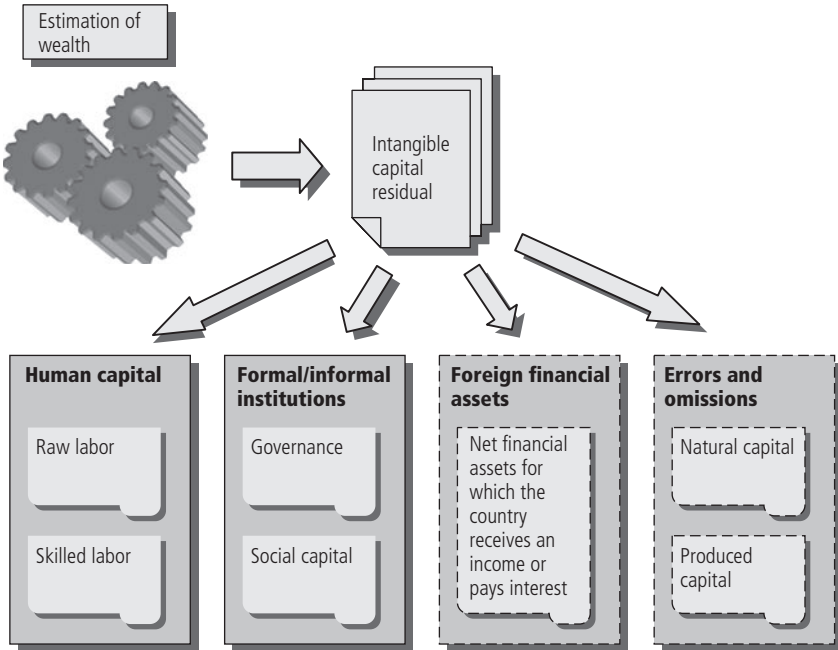 Estimation of
wealth
Intangible
capital
residual
Human capital
Raw labor
Skilled labor
Formal/informal
institutions
Governance
Social capital
Foreign financial
assets
Net financial
assets for
which the
country
receives an
income or
pays interest
Errors and
omissions
Natural capital
Produced
capital